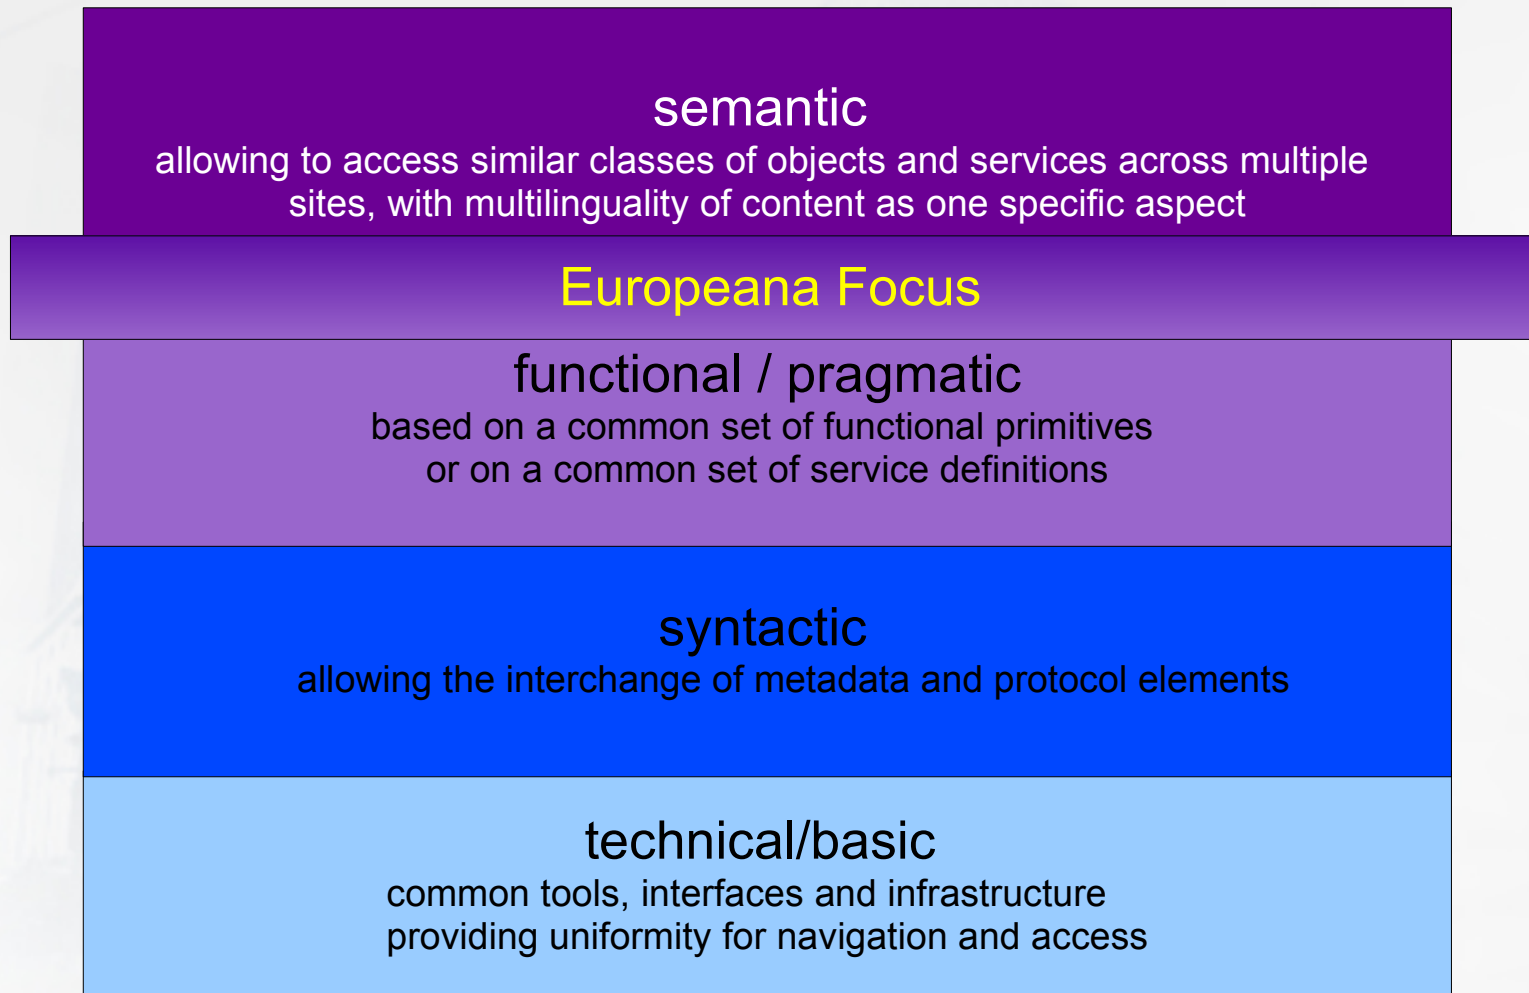 semantic
allowing to access similar classes of objects and services across multiple
sites, with multilinguality of content as one specific aspect
Europeana Focus
functional / pragmatic
based on a common set of functional primitives
or on a common set of service definitions
syntactic
allowing the interchange of metadata and protocol elements
technical/basic
common tools, interfaces and infrastructure
providing uniformity for navigation and access